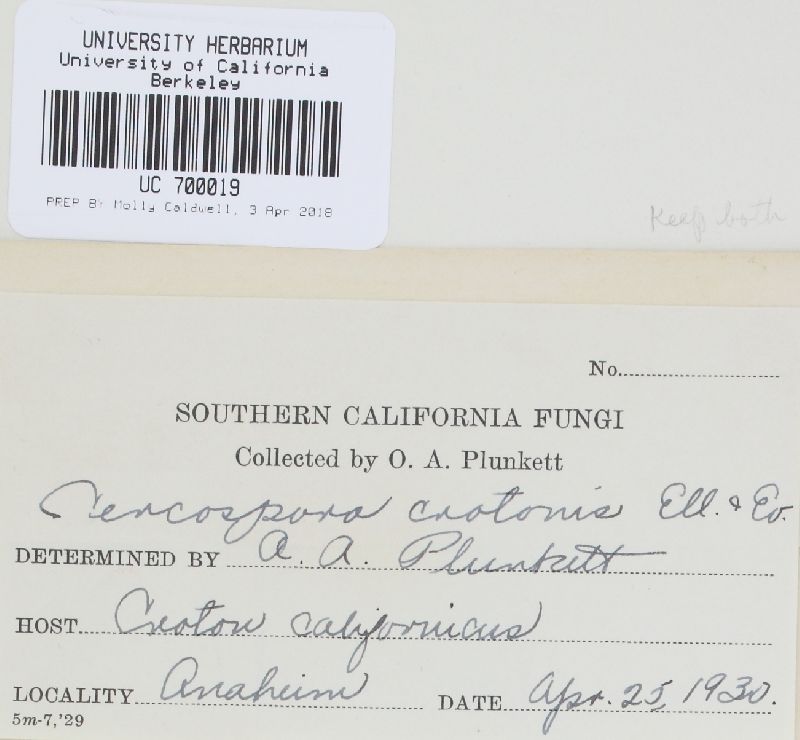 UNIVERSITY HERBARIUM
University of California
Berkeley
UC 700019
PREP BY Molly Caldwell, 3 Apr 2018
Keep both
No.
SOUTHERN CALIFORNIA FUNGI
Collected by O. A. Plunkett
Cercospora crotonis Ell. & Ev.
DETERMINED BY O. A. Plunkett
HOST Croton californicus
LOCALITY Anaheim DATE Apr. 25, 1930.
5m-7,'29